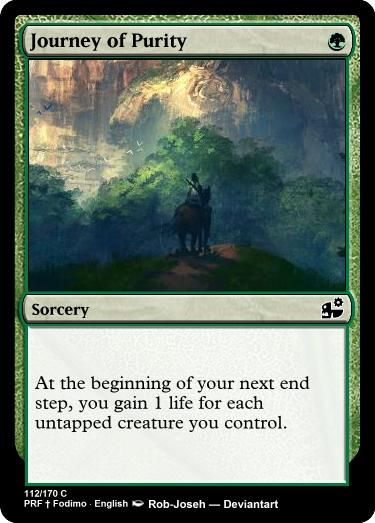 Journey of Purity
Sorcery
At the beginning of your next end
step, you gain 1 life for each
untapped creature you control.
112/170 C
PRF † Fodimo · English Rob-Joseh — Deviantart